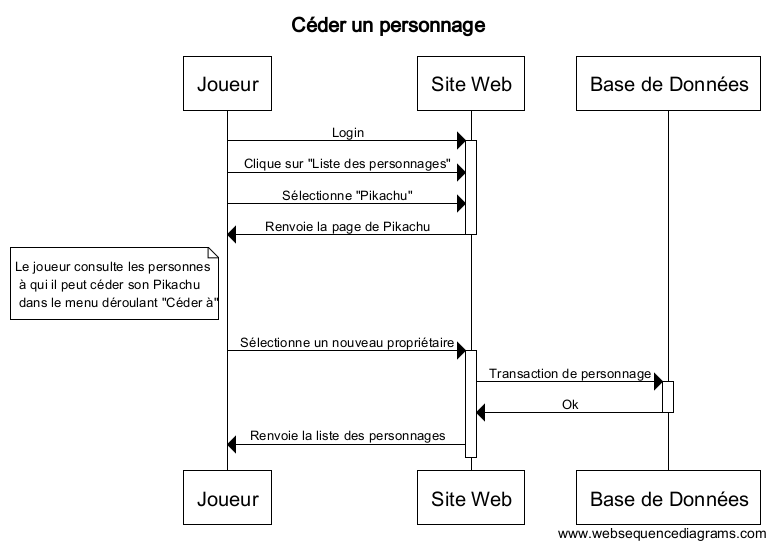 Céder un personnage
Joueur
Site Web
Base de Données
Login
Clique sur "Liste des personnages"
Sélectionne "Pikachu"
Renvoie la page de Pikachu
Le joueur consulte les personnes
à qui il peut céder son Pikachu
dans le menu déroulant "Céder à"
Sélectionne un nouveau propriétaire
Transaction de personnage
Ok
Renvoie la liste des personnages
Joueur
Site Web
Base de Données
www.websequencediagrams.com